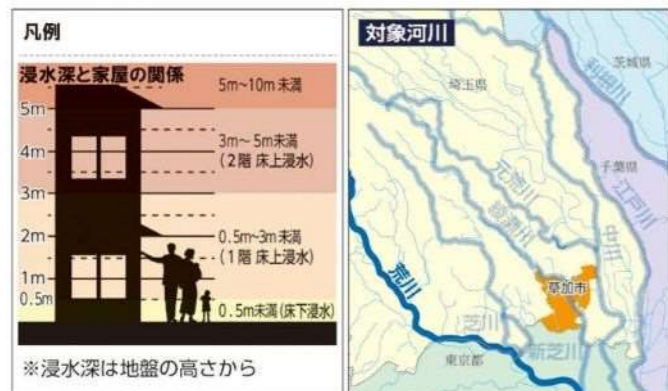 凡例
浸水深と家屋の関係
5m～10m 未満
5m
3m～5m未満
(2階 床上浸水)
4m
3m
0.5m~3m未満
(1階 床上浸水)
2m
1m
0.5m
0.5m未満(床下浸水)
※浸水深は地盤の高さから
対象河川
茨城県
利根川
埼玉県
千葉県
元荒川
綾瀬川
江戸川
中川
荒川
草加市
芝川
新芝川
東京都